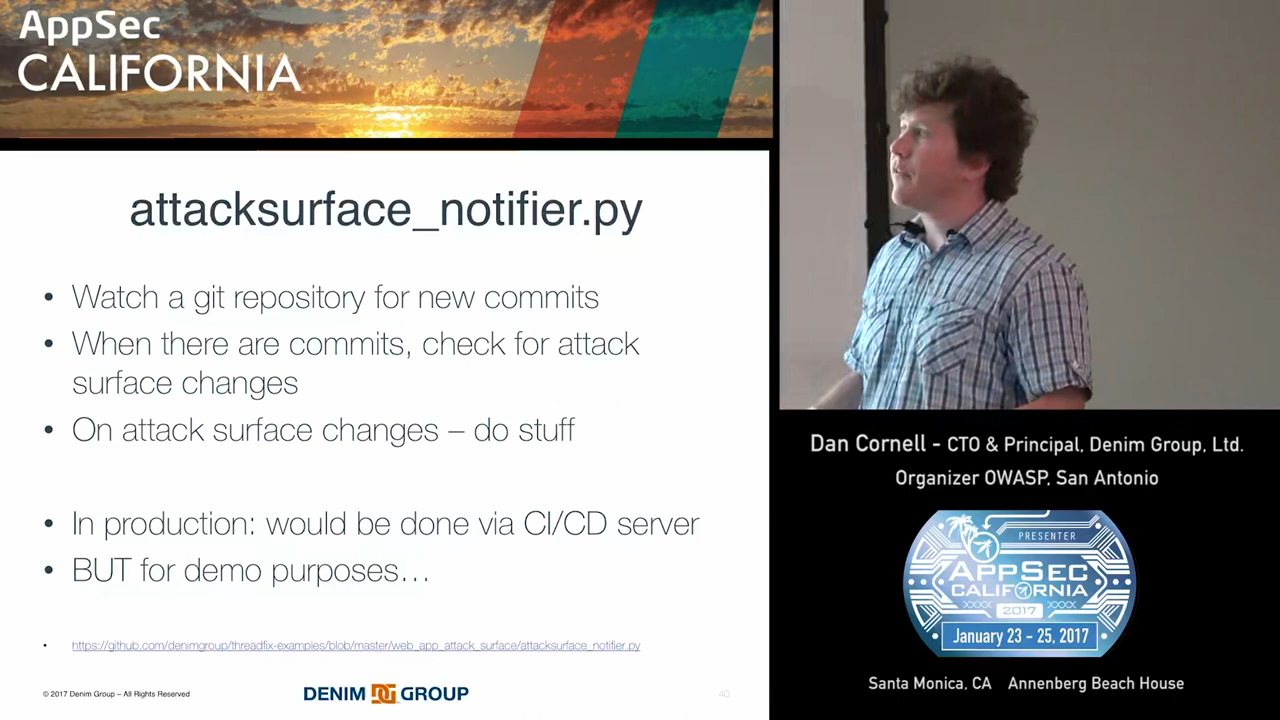 AppSec
CALIFORNIA
attacksurface_notifier.py
• Watch a git repository for new commits
• When there are commits, check for attack
surface changes
• On attack surface changes – do stuff
• In production: would be done via CI/CD server
• BUT for demo purposes…
• https://github.com/denimgroup/threadfix-examples/blob/master/web_app_attack_surface/attacksurface_notifier.py
© 2017 Denim Group – All Rights Reserved
DENIM DG GROUP
40
Dan Cornell - CTO & Principal, Denim Group, Ltd.
Organizer OWASP, San Antonio
PRESENTER
APPSEC
CALIFORNIA
2017
January 23 - 25, 2017
Santa Monica, CA Annenberg Beach House